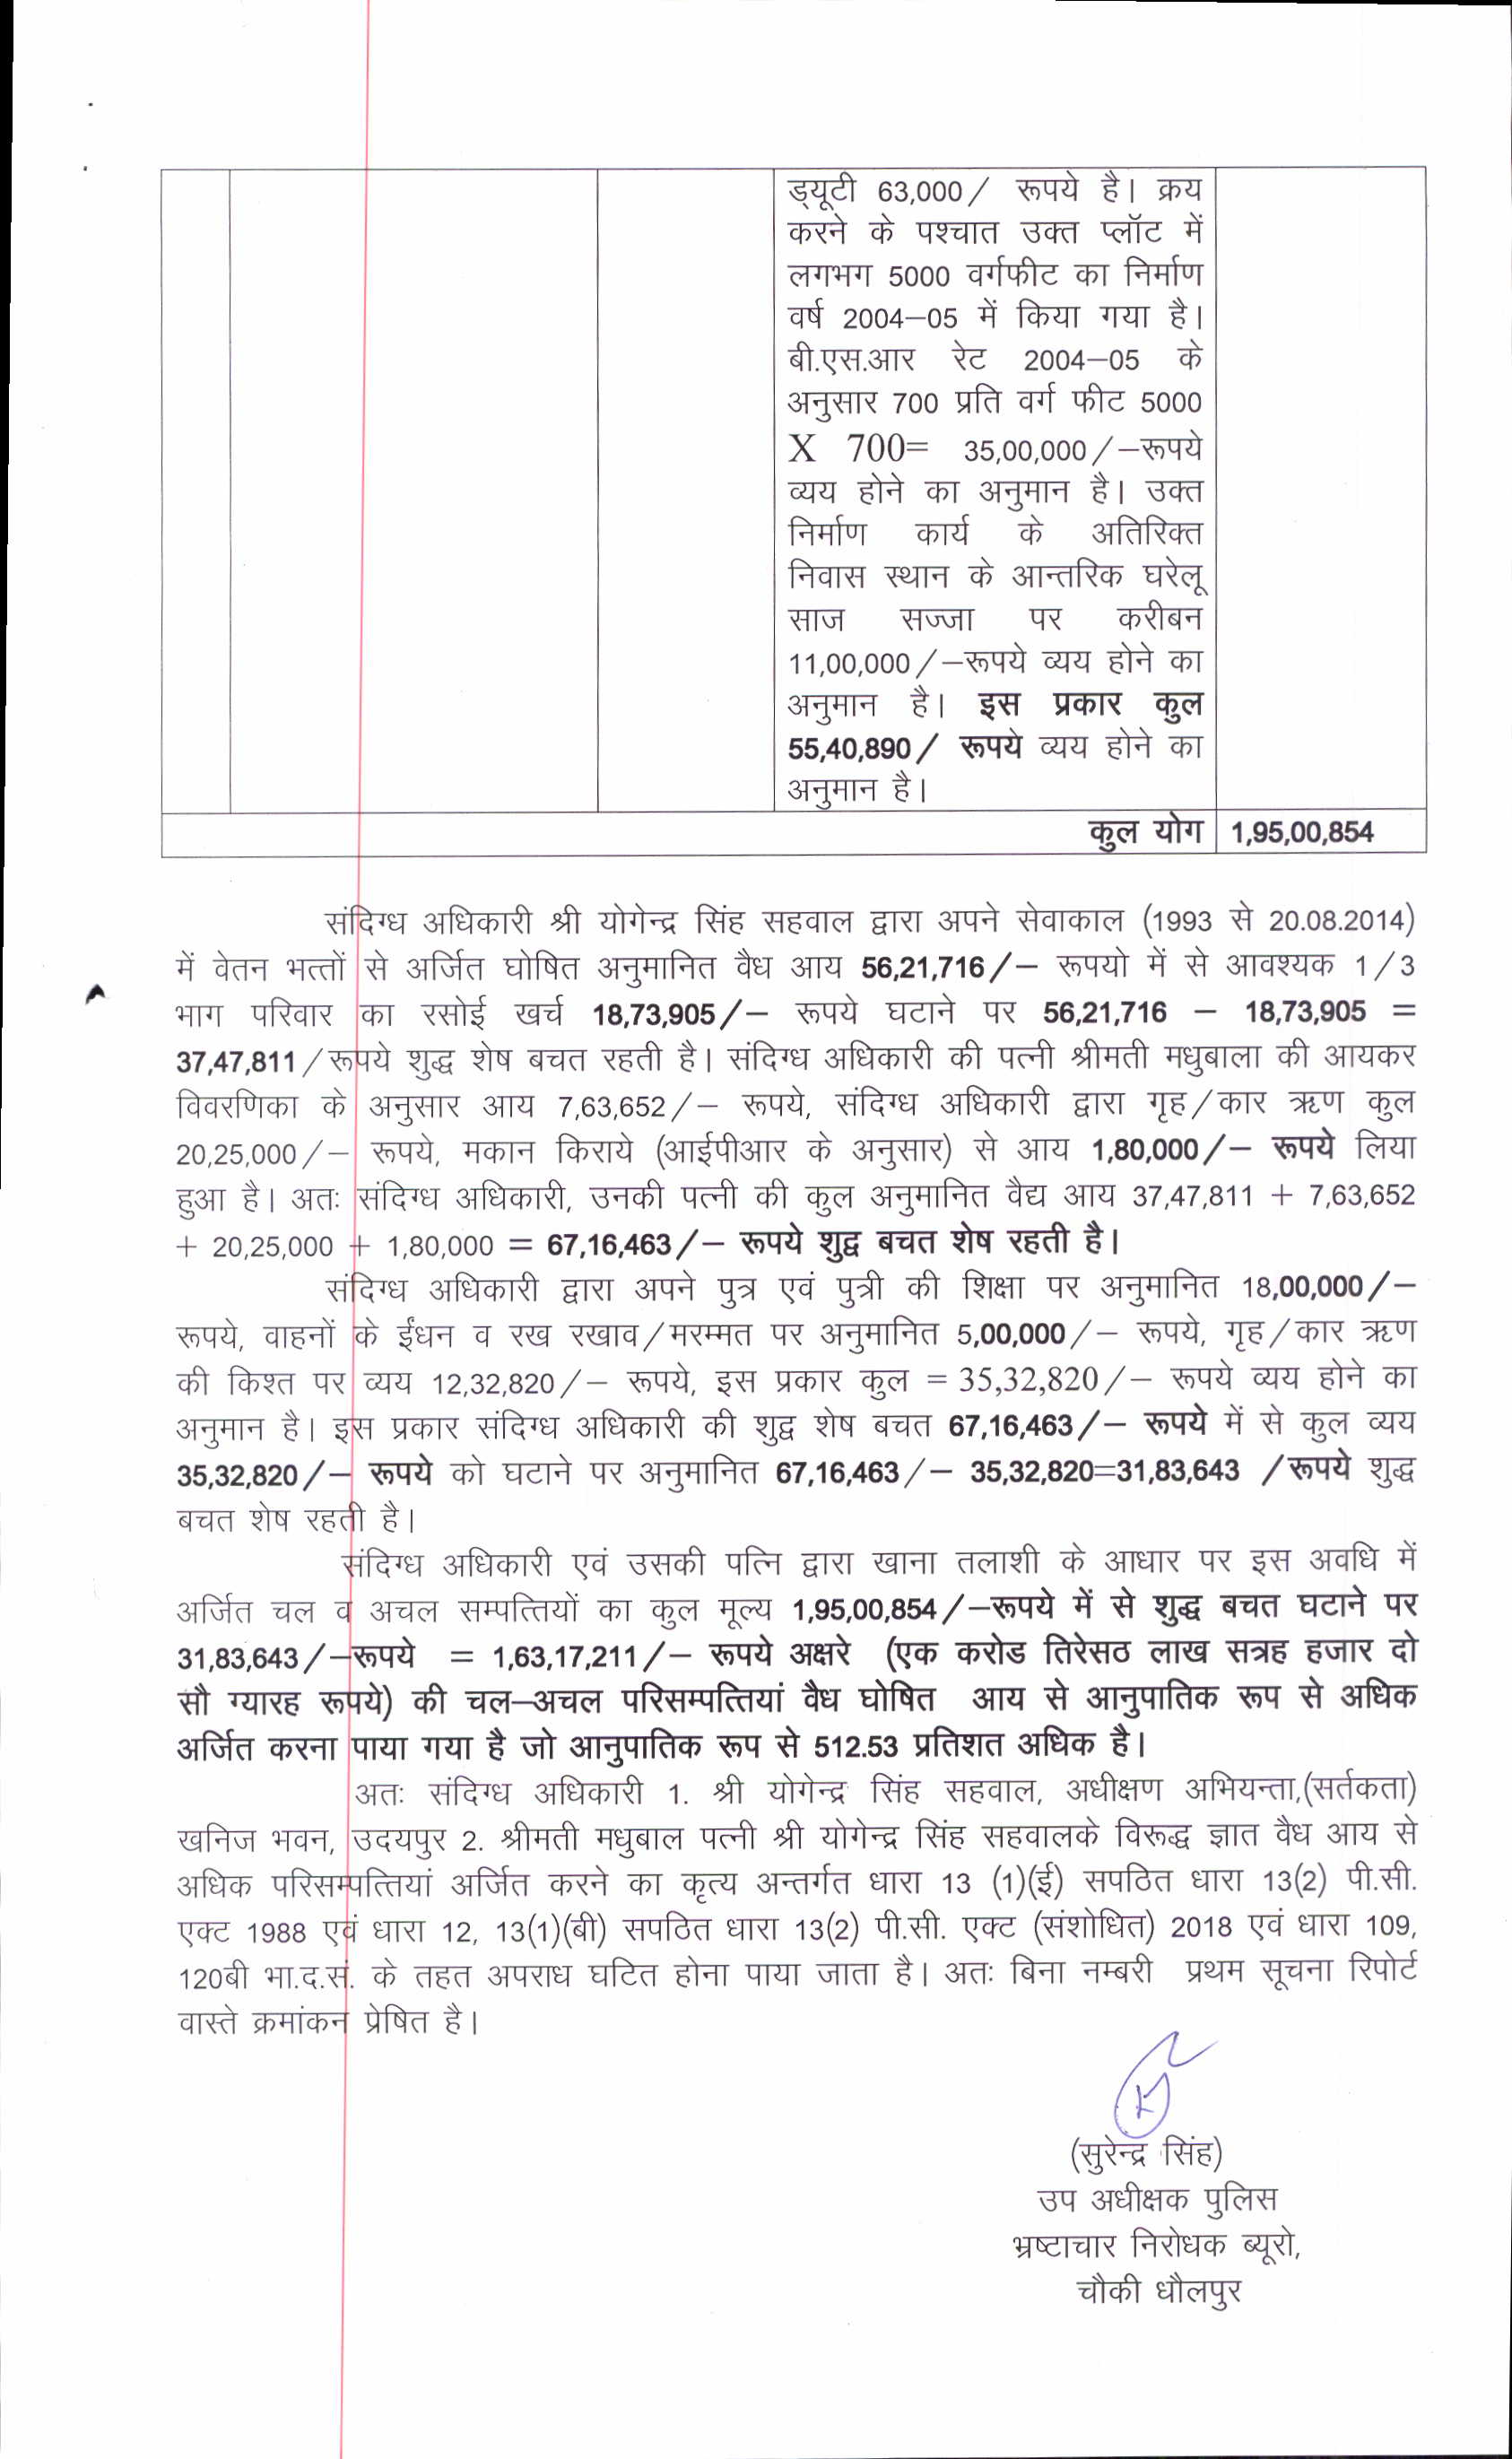 ड्यूटी 63,000/ रूपये है। क्रय
करने के पश्चात उक्त प्लॉट में
लगभग 5000 वर्गफीट का निर्माण
वर्ष 2004–05 में किया गया है।
बी.एस.आर रेट 2004–05 के
अनुसार 700 प्रति वर्ग फीट 5000
X 700= 35,00,000/–रूपये
व्यय होने का अनुमान है। उक्त
निर्माण कार्य के अतिरिक्त
निवास स्थान के आन्तरिक घरेलू
साज सज्जा पर करीबन
11,00,000/–रूपये व्यय होने का
अनुमान है। इस प्रकार कुल
55,40,890/ रूपये व्यय होने का
अनुमान है।
कुल योग 1,95,00,854
संदिग्ध अधिकारी श्री योगेन्द्र सिंह सहवाल द्वारा अपने सेवाकाल (1993 से 20.08.2014)
में वेतन भत्तों से अर्जित घोषित अनुमानित वैध आय 56,21,716/– रूपयो में से आवश्यक 1/3
भाग परिवार का रसोई खर्च 18,73,905/– रूपये घटाने पर 56,21,716 – 18,73,905 =
37,47,811/रूपये शुद्ध शेष बचत रहती है। संदिग्ध अधिकारी की पत्नी श्रीमती मधुबाला की आयकर
विवरणिका के अनुसार आय 7,63,652/– रूपये, संदिग्ध अधिकारी द्वारा गृह/कार ऋण कुल
20,25,000/– रूपये, मकान किराये (आईपीआर के अनुसार) से आय 1,80,000/– रूपये लिया
हुआ है। अतः संदिग्ध अधिकारी, उनकी पत्नी की कुल अनुमानित वैद्य आय 37,47,811 + 7,63,652
+ 20,25,000 + 1,80,000 = 67,16,463/– रूपये शुद्व बचत शेष रहती है।
संदिग्ध अधिकारी द्वारा अपने पुत्र एवं पुत्री की शिक्षा पर अनुमानित 18,00,000/–
रूपये, वाहनों के ईंधन व रख रखाव/मरम्मत पर अनुमानित 5,00,000/– रूपये, गृह/कार ऋण
की किश्त पर व्यय 12,32,820/– रूपये, इस प्रकार कुल = 35,32,820/– रूपये व्यय होने का
अनुमान है। इस प्रकार संदिग्ध अधिकारी की शुद्व शेष बचत 67,16,463/– रूपये में से कुल व्यय
35,32,820/– रूपये को घटाने पर अनुमानित 67,16,463/– 35,32,820=31,83,643 /रूपये शुद्ध
बचत शेष रहती है।
संदिग्ध अधिकारी एवं उसकी पत्नि द्वारा खाना तलाशी के आधार पर इस अवधि में
अर्जित चल व अचल सम्पत्तियों का कुल मूल्य 1,95,00,854/–रूपये में से शुद्ध बचत घटाने पर
31,83,643/–रूपये = 1,63,17,211/– रूपये अक्षरे (एक करोड तिरेसठ लाख सत्रह हजार दो
सौ ग्यारह रूपये) की चल–अचल परिसम्पत्तियां वैध घोषित आय से आनुपातिक रूप से अधिक
अर्जित करना पाया गया है जो आनुपातिक रूप से 512.53 प्रतिशत अधिक है।
अतः संदिग्ध अधिकारी 1. श्री योगेन्द्र सिंह सहवाल, अधीक्षण अभियन्ता,(सर्तकता)
खनिज भवन, उदयपुर 2. श्रीमती मधुबाल पत्नी श्री योगेन्द्र सिंह सहवालके विरूद्ध ज्ञात वैध आय से
अधिक परिसम्पत्तियां अर्जित करने का कृत्य अन्तर्गत धारा 13 (1)(ई) सपठित धारा 13(2) पी.सी.
एक्ट 1988 एवं धारा 12, 13(1)(बी) सपठित धारा 13(2) पी.सी. एक्ट (संशोधित) 2018 एवं धारा 109,
120बी भा.द.सं. के तहत अपराध घटित होना पाया जाता है। अतः बिना नम्बरी प्रथम सूचना रिपोर्ट
वास्ते क्रमांकन प्रेषित है।
(सुरेन्द्र सिंह)
उप अधीक्षक पुलिस
भ्रष्टाचार निरोधक ब्यूरो,
चौकी धौलपुर